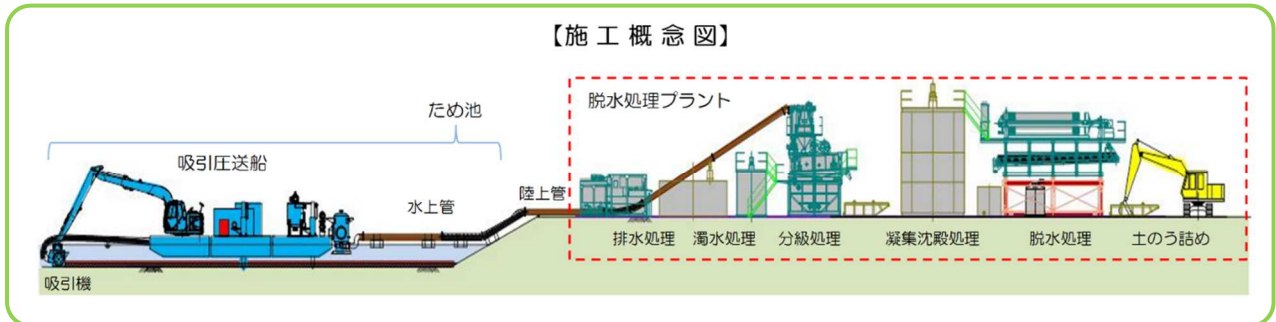 【施工概念図】
脱水処理プラント
ため池
吸引圧送船
陸上管
水上管
排水処理 濁水処理 分級処理 凝集沈殿処理 脱水処理 土のう詰め
吸引機